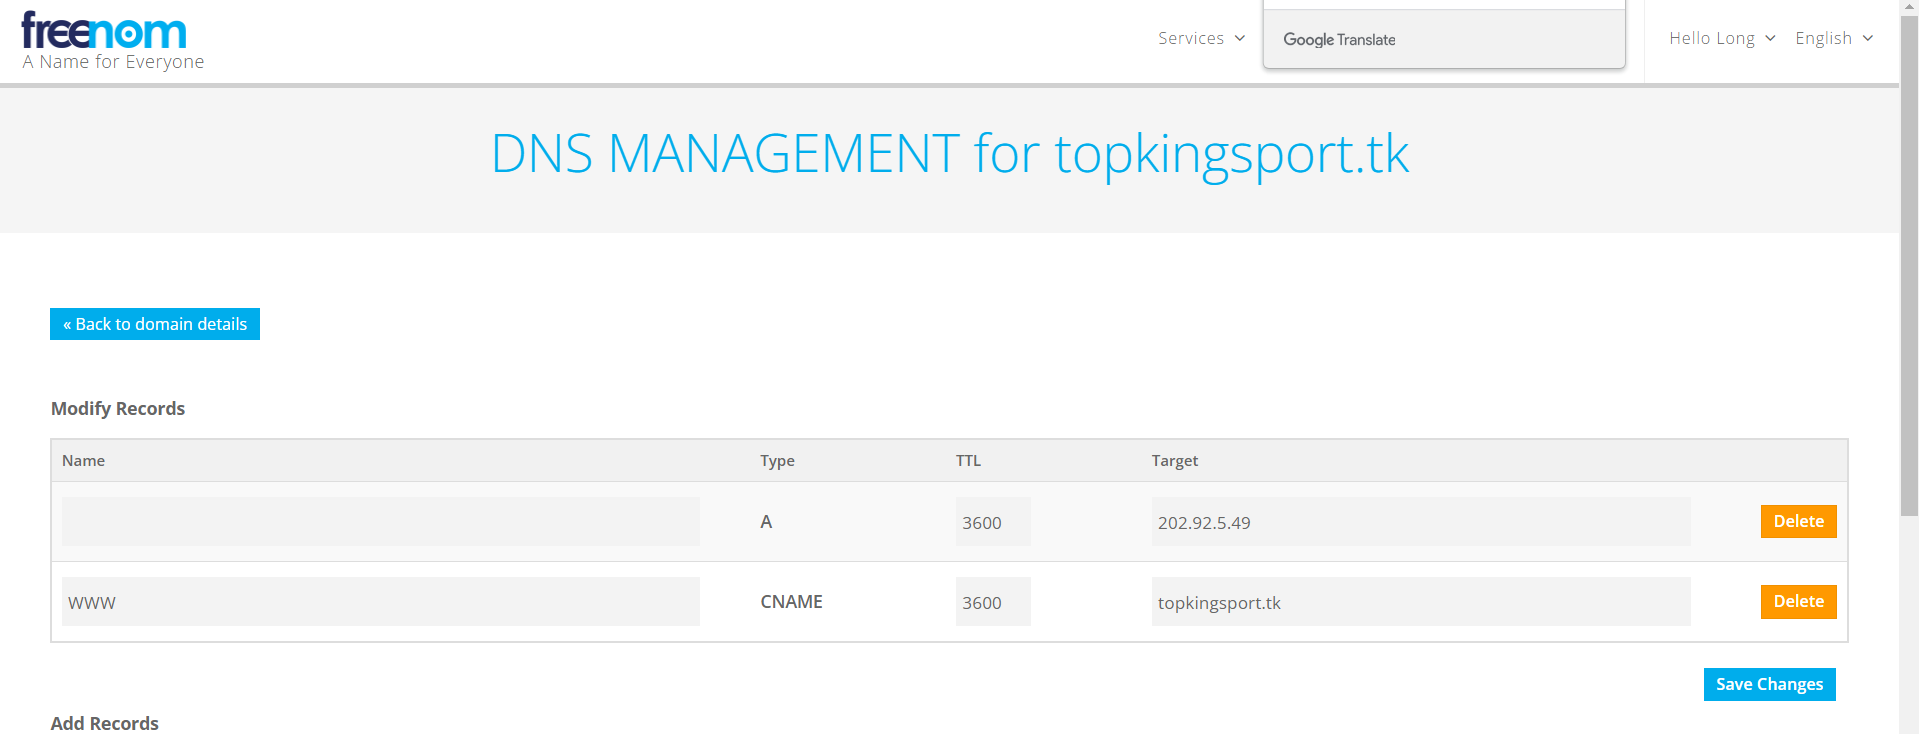 freenom
A Name for Everyone
Services
Google Translate
Hello Long
English
DNS MANAGEMENT for topkingsport.tk
« Back to domain details
Modify Records
Name Type TTL Target
A 3600 202.92.5.49 Delete
WWW CNAME 3600 topkingsport.tk Delete
Save Changes
Add Records